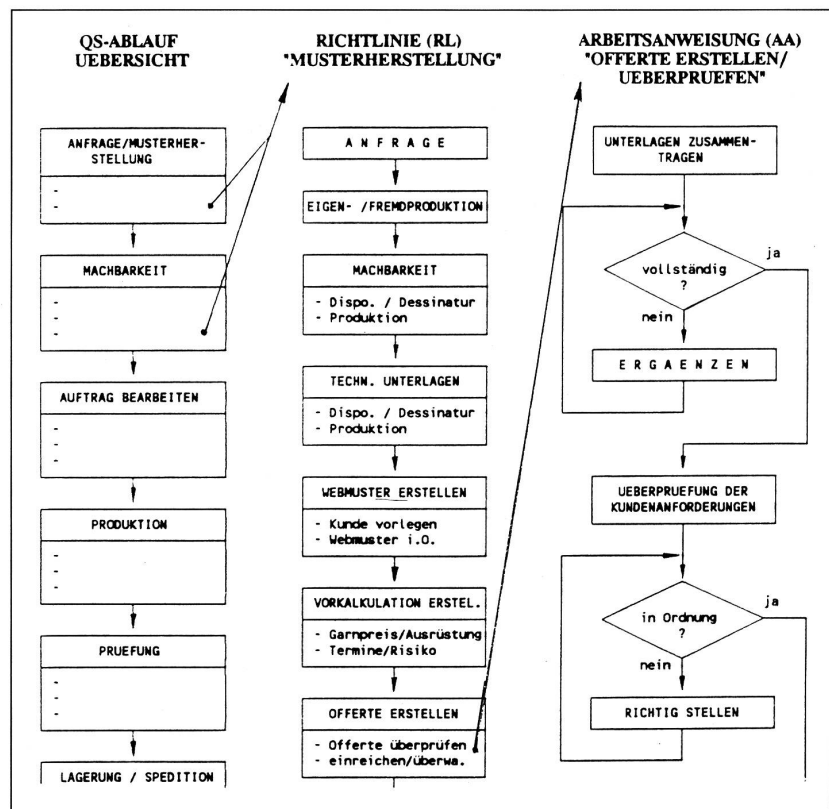 QS-ABLAUF
UEBERSICHT
ANFRAGE/MUSTERHER-
STELLUNG
-
-
MACHBARKEIT
-
-
-
AUFTRAG BEARBEITEN
-
-
-
PRODUKTION
-
-
-
PRUEFUNG
-
-
-
LAGERUNG / SPEDITION
RICHTLINIE (RL)
"MUSTERHERSTELLUNG"
A N F R A G E
EIGEN- /FREMDPRODUKTION
MACHBARKEIT
- Dispo. / Dessinatur
- Produktion
TECHN. UNTERLAGEN
- Dispo. / Dessinatur
- Produktion
WEBMUSTER ERSTELLEN
- Kunde vorlegen
- Webmuster i.O.
VORKALKULATION ERSTEL.
- Garnpreis/Ausrüstung
- Termine/Risiko
OFFERTE ERSTELLEN
- Offerte überprüfen
- einreichen/überwa.
ARBEITSANWEISUNG (AA)
"OFFERTE ERSTELLEN/
UEBERPRUEFEN"
UNTERLAGEN ZUSAMMEN-
TRAGEN
vollständig
?
ja
nein
E R G A E N Z E N
UEBERPRUEFUNG DER
KUNDENANFORDERUNGEN
in Ordnung
?
ja
nein
RICHTIG STELLEN